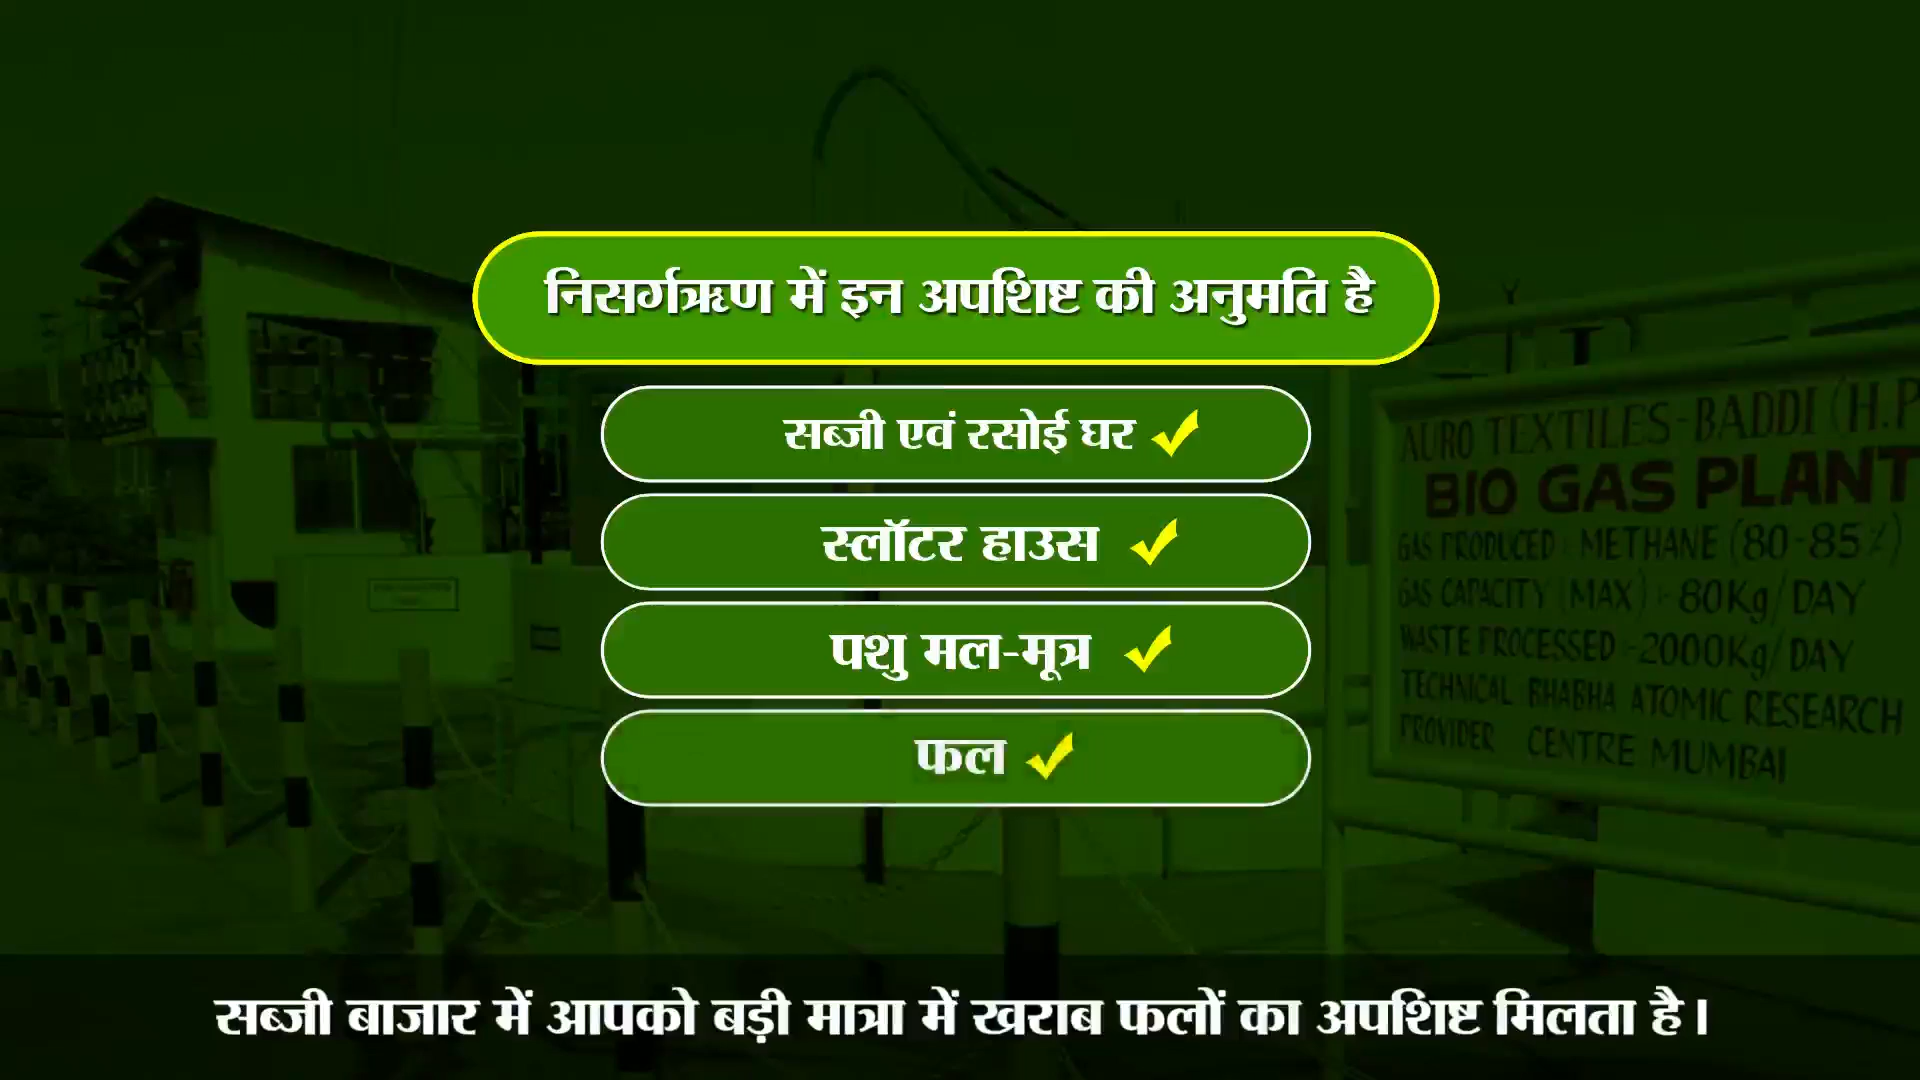 निसर्गऋण में इन अपशिष्ट की अनुमति है
सब्जी एवं रसोई घर
स्लॉटर हाउस
पशु मल-मूत्र
फल
AURO TEXTILES-BADDI (H.P
BIO GAS PLANT
GAS PRODUCED : METHANE (80-85%)
GAS CAPACITY (MAX) :- 80Kg/DAY
WASTE PROCESSED :-2000Kg/DAY
TECHNICAL BHABHA ATOMIC RESEARCH
PROVIDER CENTRE MUMBAI
सब्जी बाजार में आपको बड़ी मात्रा में खराब फलों का अपशिष्ट मिलता है।